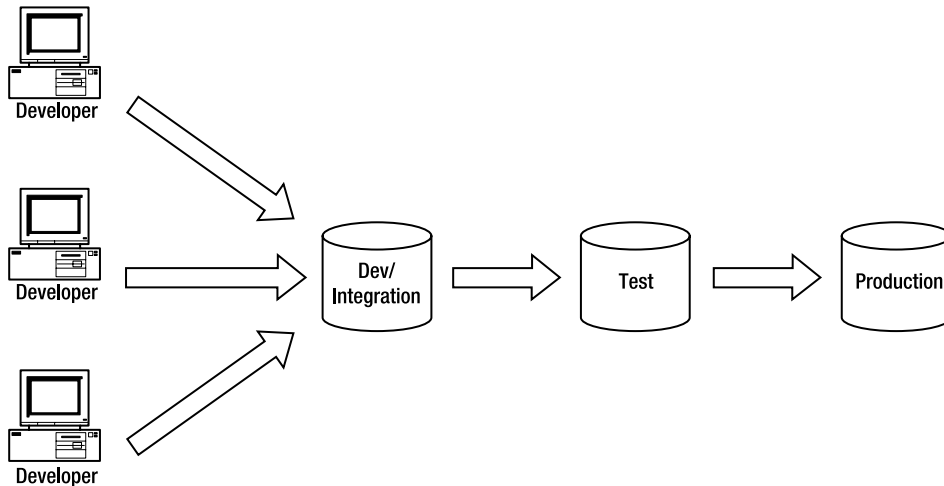 Developer
Developer
Dev/
Integration
Test
Production
Developer